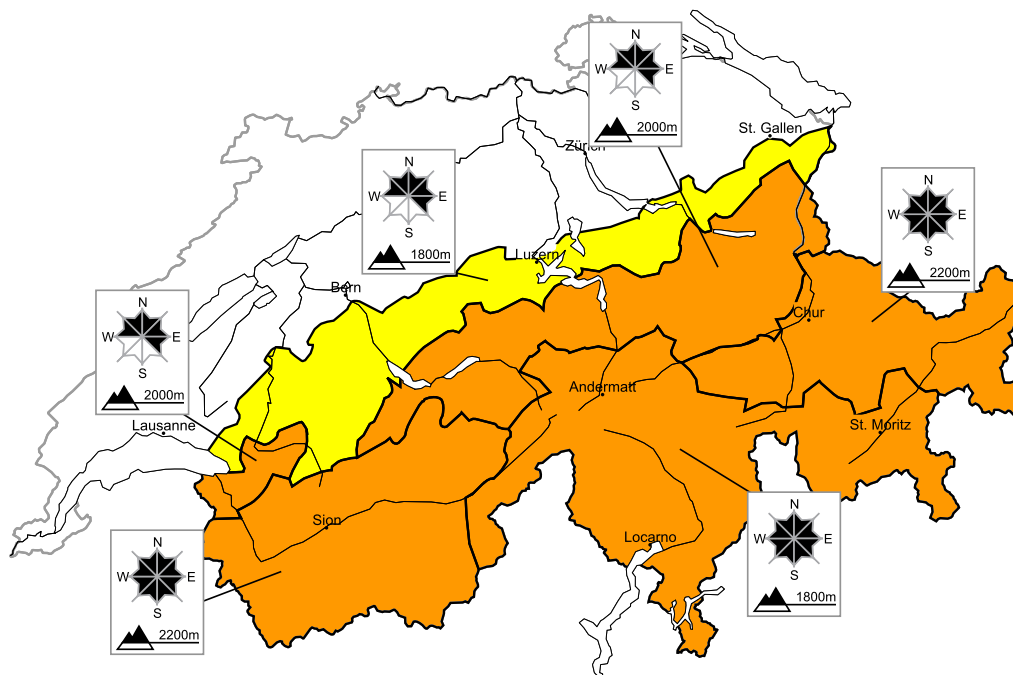 N
W E
S
2000m
St. Gallen
Zürich
N
W E
S
1800m
N
W E
S
2200m
Luzern
Bern
Chur
N
W E
S
2000m
Andermatt
Lausanne
St. Moritz
Sion
Locarno
N
W E
S
1800m
N
W E
S
2200m